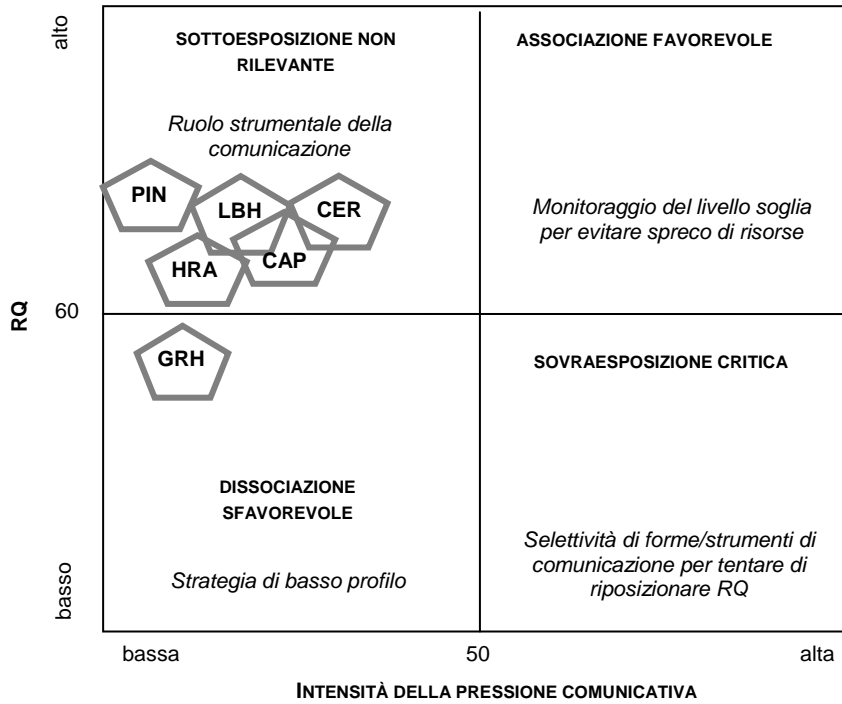 alto
SOTTOESPOSIZIONE NON
RILEVANTE
ASSOCIAZIONE FAVOREVOLE
Ruolo strumentale della
comunicazione
PIN
LBH
CER
Monitoraggio del livello soglia
per evitare spreco di risorse
HRA
CAP
RQ
60
GRH
SOVRAESPOSIZIONE CRITICA
DISSOCIAZIONE
SFAVOREVOLE
Strategia di basso profilo
Selettività di forme/strumenti di
comunicazione per tentare di
riposizionare RQ
basso
bassa
50
alta
INTENSITÀ DELLA PRESSIONE COMUNICATIVA